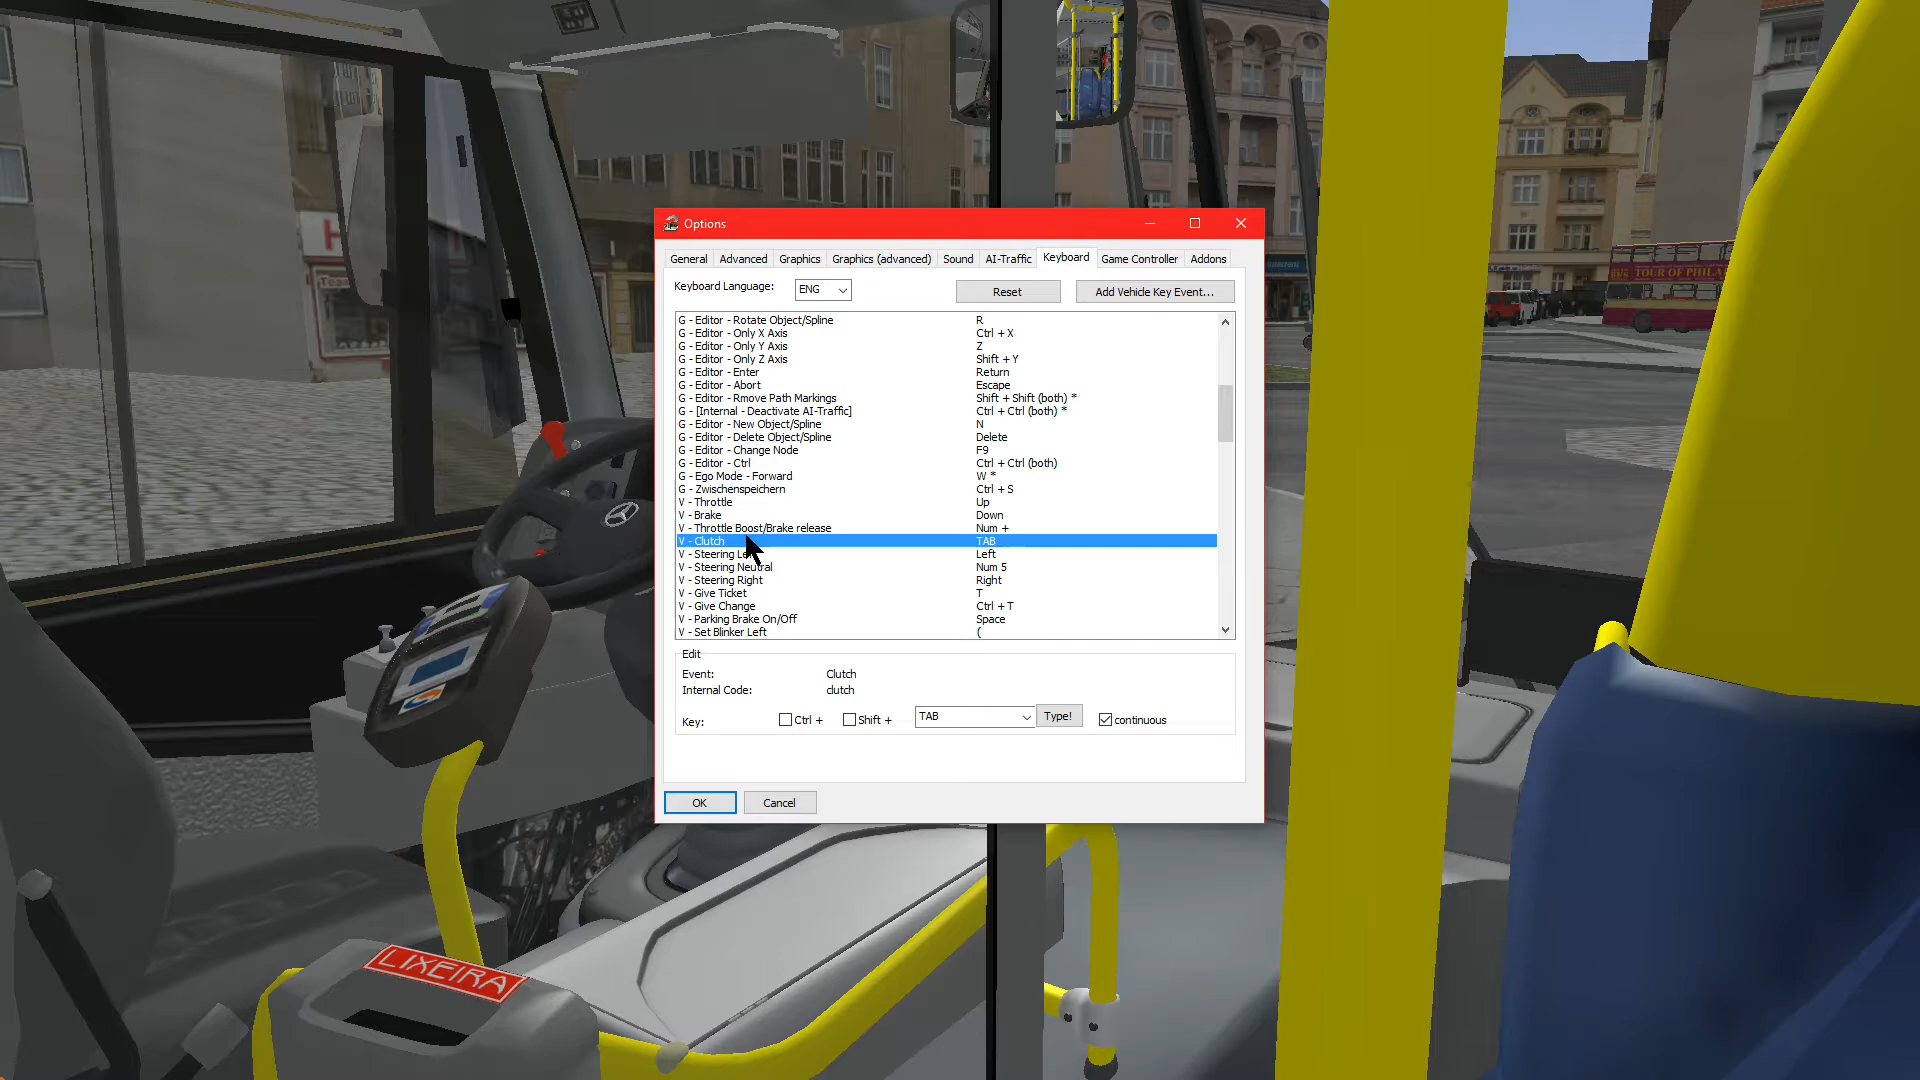 Options
General Advanced Graphics Graphics (advanced) Sound AI-Traffic Keyboard Game Controller Addons
Keyboard Language: ENG Reset Add Vehicle Key Event...
G - Editor - Rotate Object/Spline R
G - Editor - Only X Axis Ctrl + X
G - Editor - Only Y Axis Z
G - Editor - Only Z Axis Shift + Y
G - Editor - Enter Return
G - Editor - Abort Escape
G - Editor - Rmove Path Markings Shift + Shift (both) *
G - [Internal - Deactivate AI-Traffic] Ctrl + Ctrl (both) *
G - Editor - New Object/Spline N
G - Editor - Delete Object/Spline Delete
G - Editor - Change Node F9
G - Editor - Ctrl Ctrl + Ctrl (both)
G - Ego Mode - Forward W *
G - Zwischenspeichern Ctrl + S
V - Throttle Up
V - Brake Down
V - Throttle Boost/Brake release Num +
V - Clutch TAB
V - Steering Left
V - Steering Neutral Num 5
V - Steering Right Right
V - Give Ticket T
V - Give Change Ctrl + T
V - Parking Brake On/Off Space
V - Set Blinker Left (
Edit
Event: Clutch
Internal Code: clutch
Key: Ctrl + Shift + TAB Type! continuous
OK Cancel
LIXEIRA
TOUR OF